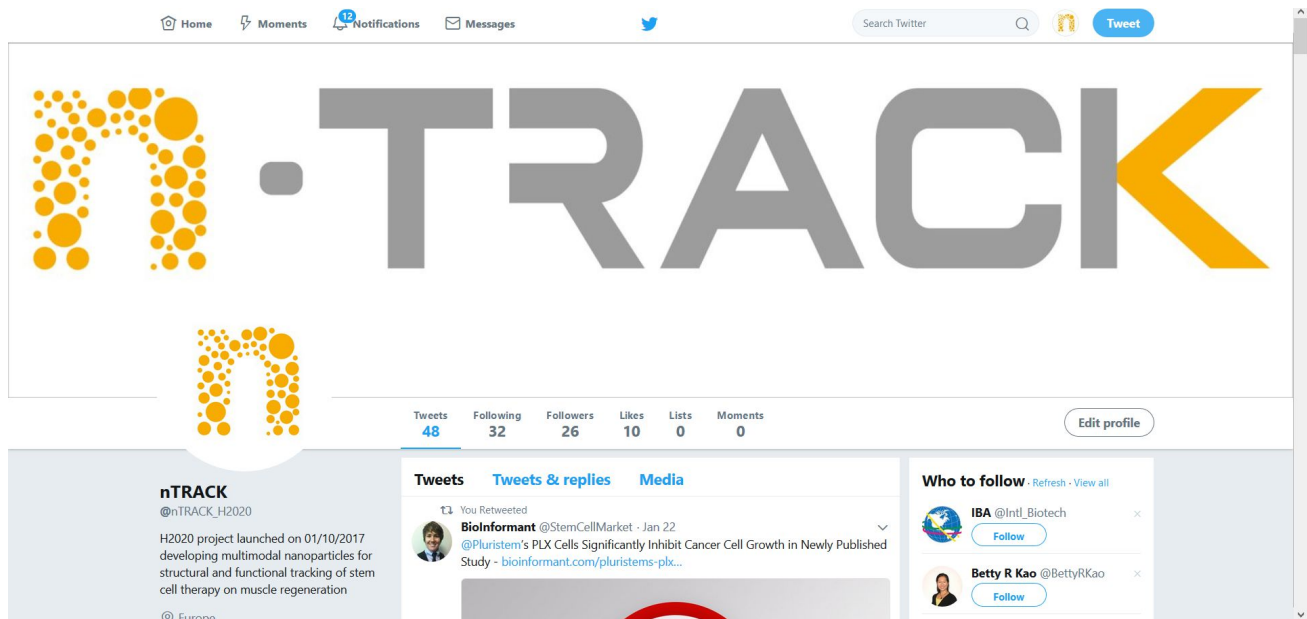 Home Moments 12 Notifications Messages Search Twitter Tweet
n·TRACK
n
Tweets Following Followers Likes Lists Moments
48 32 26 10 0 0
Edit profile
nTRACK
@nTRACK_H2020
H2020 project launched on 01/10/2017
developing multimodal nanoparticles for
structural and functional tracking of stem
cell therapy on muscle regeneration
Europe
Tweets Tweets & replies Media
You Retweeted
BioInformant @StemCellMarket · Jan 22
@Pluristem's PLX Cells Significantly Inhibit Cancer Cell Growth in Newly Published
Study - bioinformant.com/pluristems-plx...
Who to follow · Refresh · View all
IBA @Intl_Biotech
Follow
Betty R Kao @BettyRKao
Follow